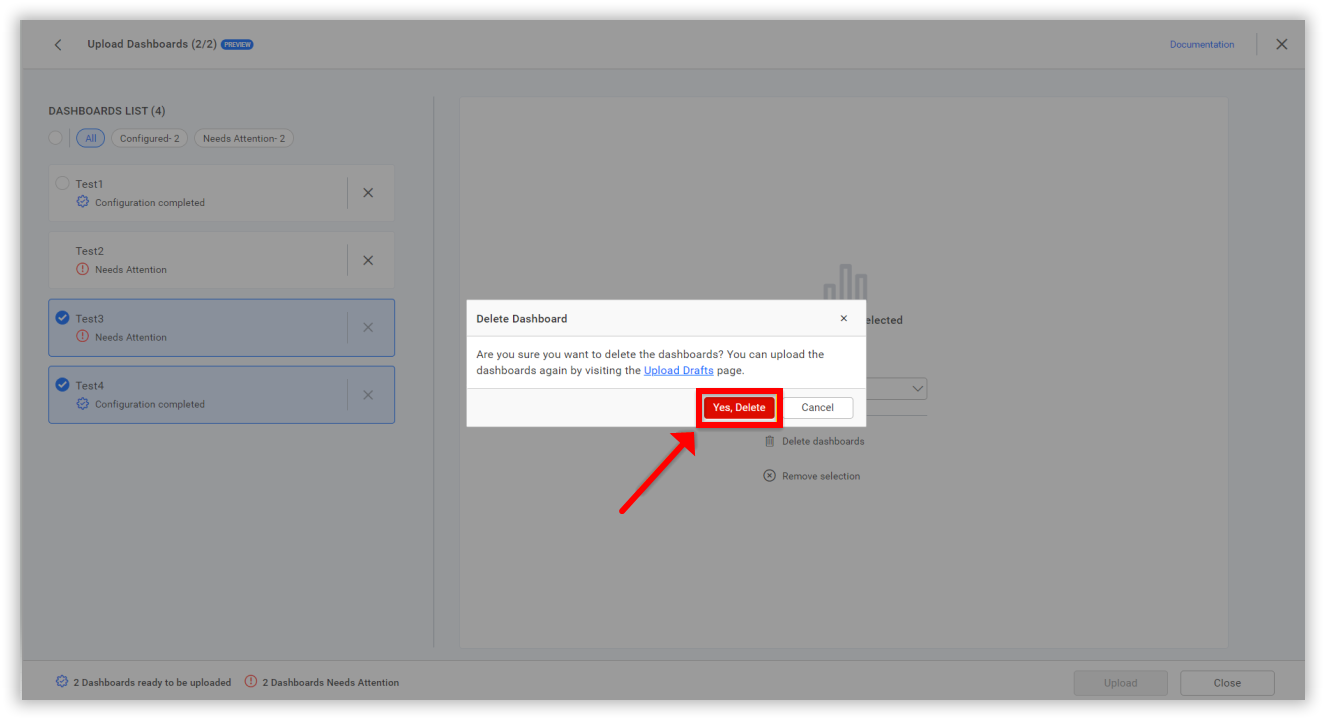 Upload Dashboards (2/2) PREVIEW
Documentation
DASHBOARDS LIST (4)
All Configured- 2 Needs Attention- 2
Test1
Configuration completed
Test2
Needs Attention
Test3
Needs Attention
Test4
Configuration completed
Delete Dashboard
Are you sure you want to delete the dashboards? You can upload the
dashboards again by visiting the Upload Drafts page.
Yes, Delete Cancel
Delete dashboards
Remove selection
2 Dashboards ready to be uploaded 2 Dashboards Needs Attention
Upload Close